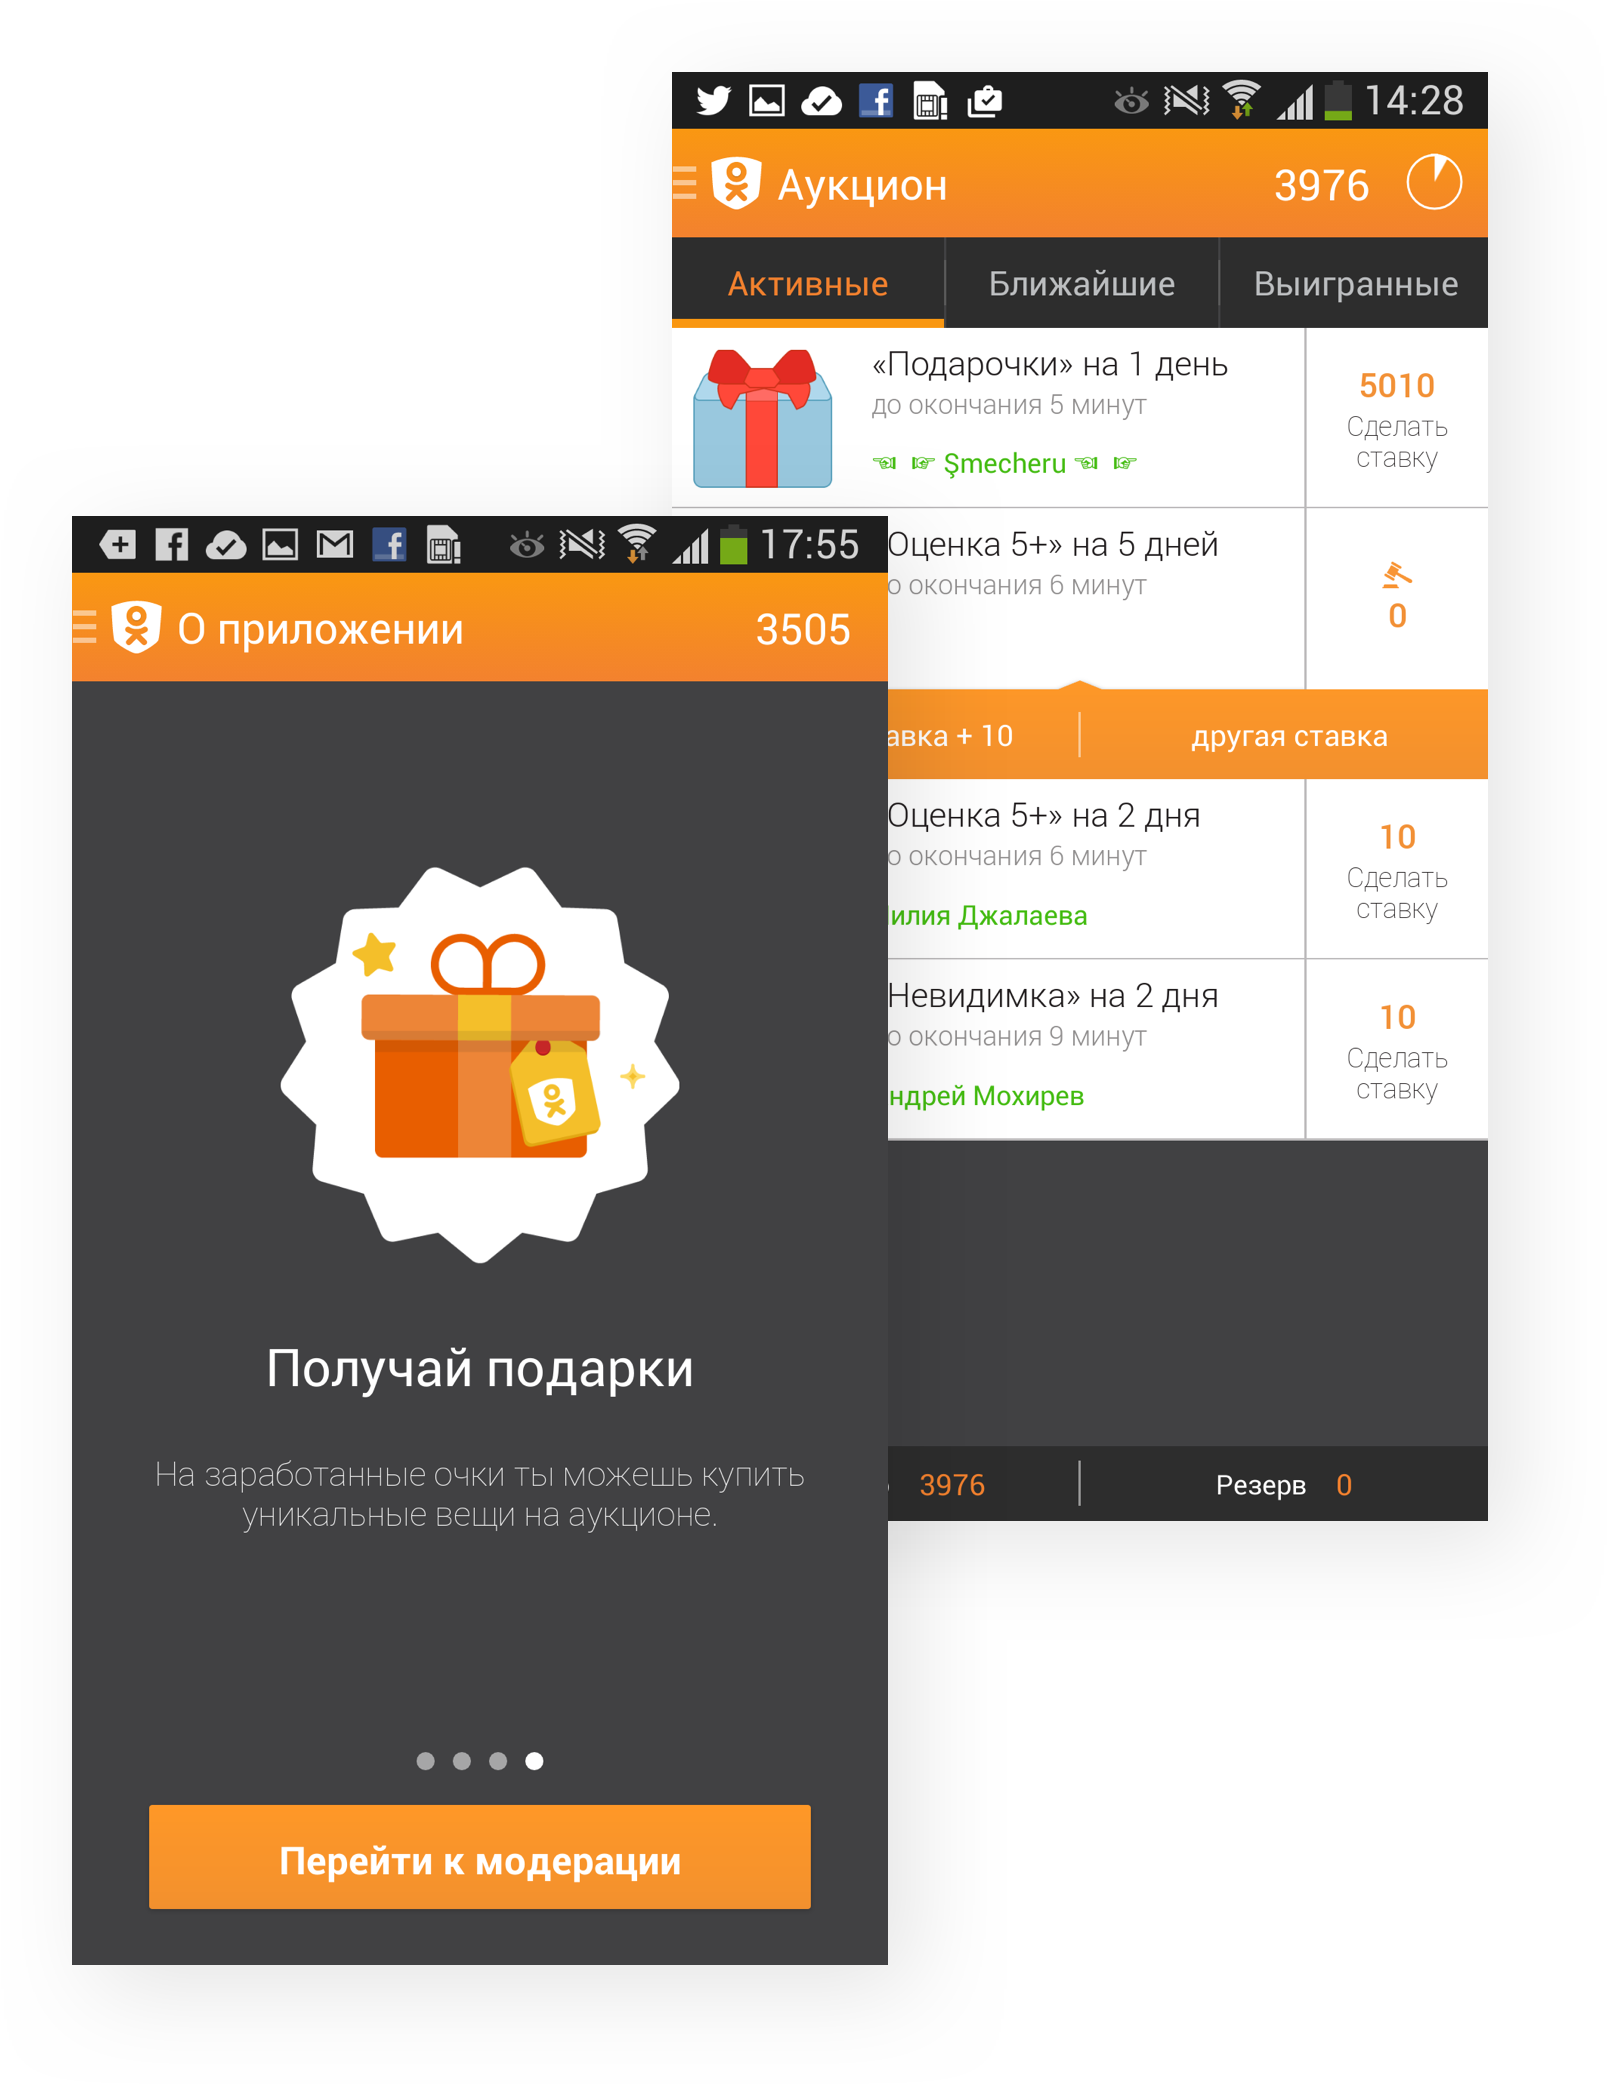 14:28
Аукцион
3976
Активные
Ближайшие
Выигранные
«Подарочки» на 1 день
до окончания 5 минут
☜ ☞ Şmecheru ☜ ☞
5010
Сделать
ставку
Оценка 5+» на 5 дней
о окончания 6 минут
0
авка + 10
другая ставка
Оценка 5+» на 2 дня
о окончания 6 минут
илия Джалаева
10
Сделать
ставку
Невидимка» на 2 дня
о окончания 9 минут
ндрей Мохирев
10
Сделать
ставку
3976
Резерв 0
17:55
О приложении
3505
Получай подарки
На заработанные очки ты можешь купить
уникальные вещи на аукционе.
Перейти к модерации